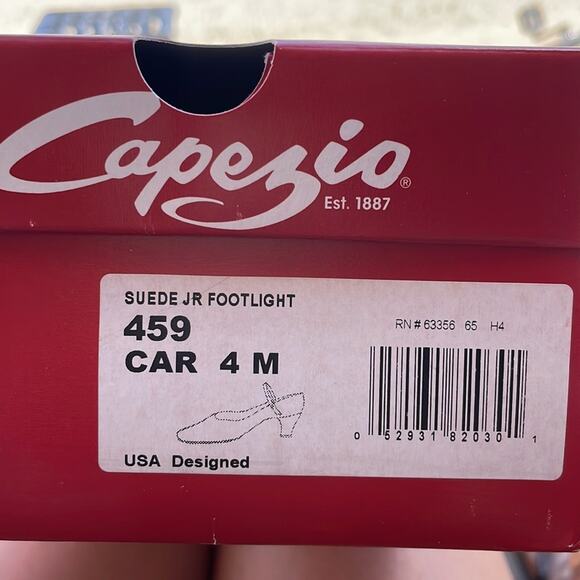 Capezio®
Est. 1887
SUEDE JR FOOTLIGHT
459
CAR 4 M
RN # 63356 65 H4
0 52931 82030 1
USA Designed